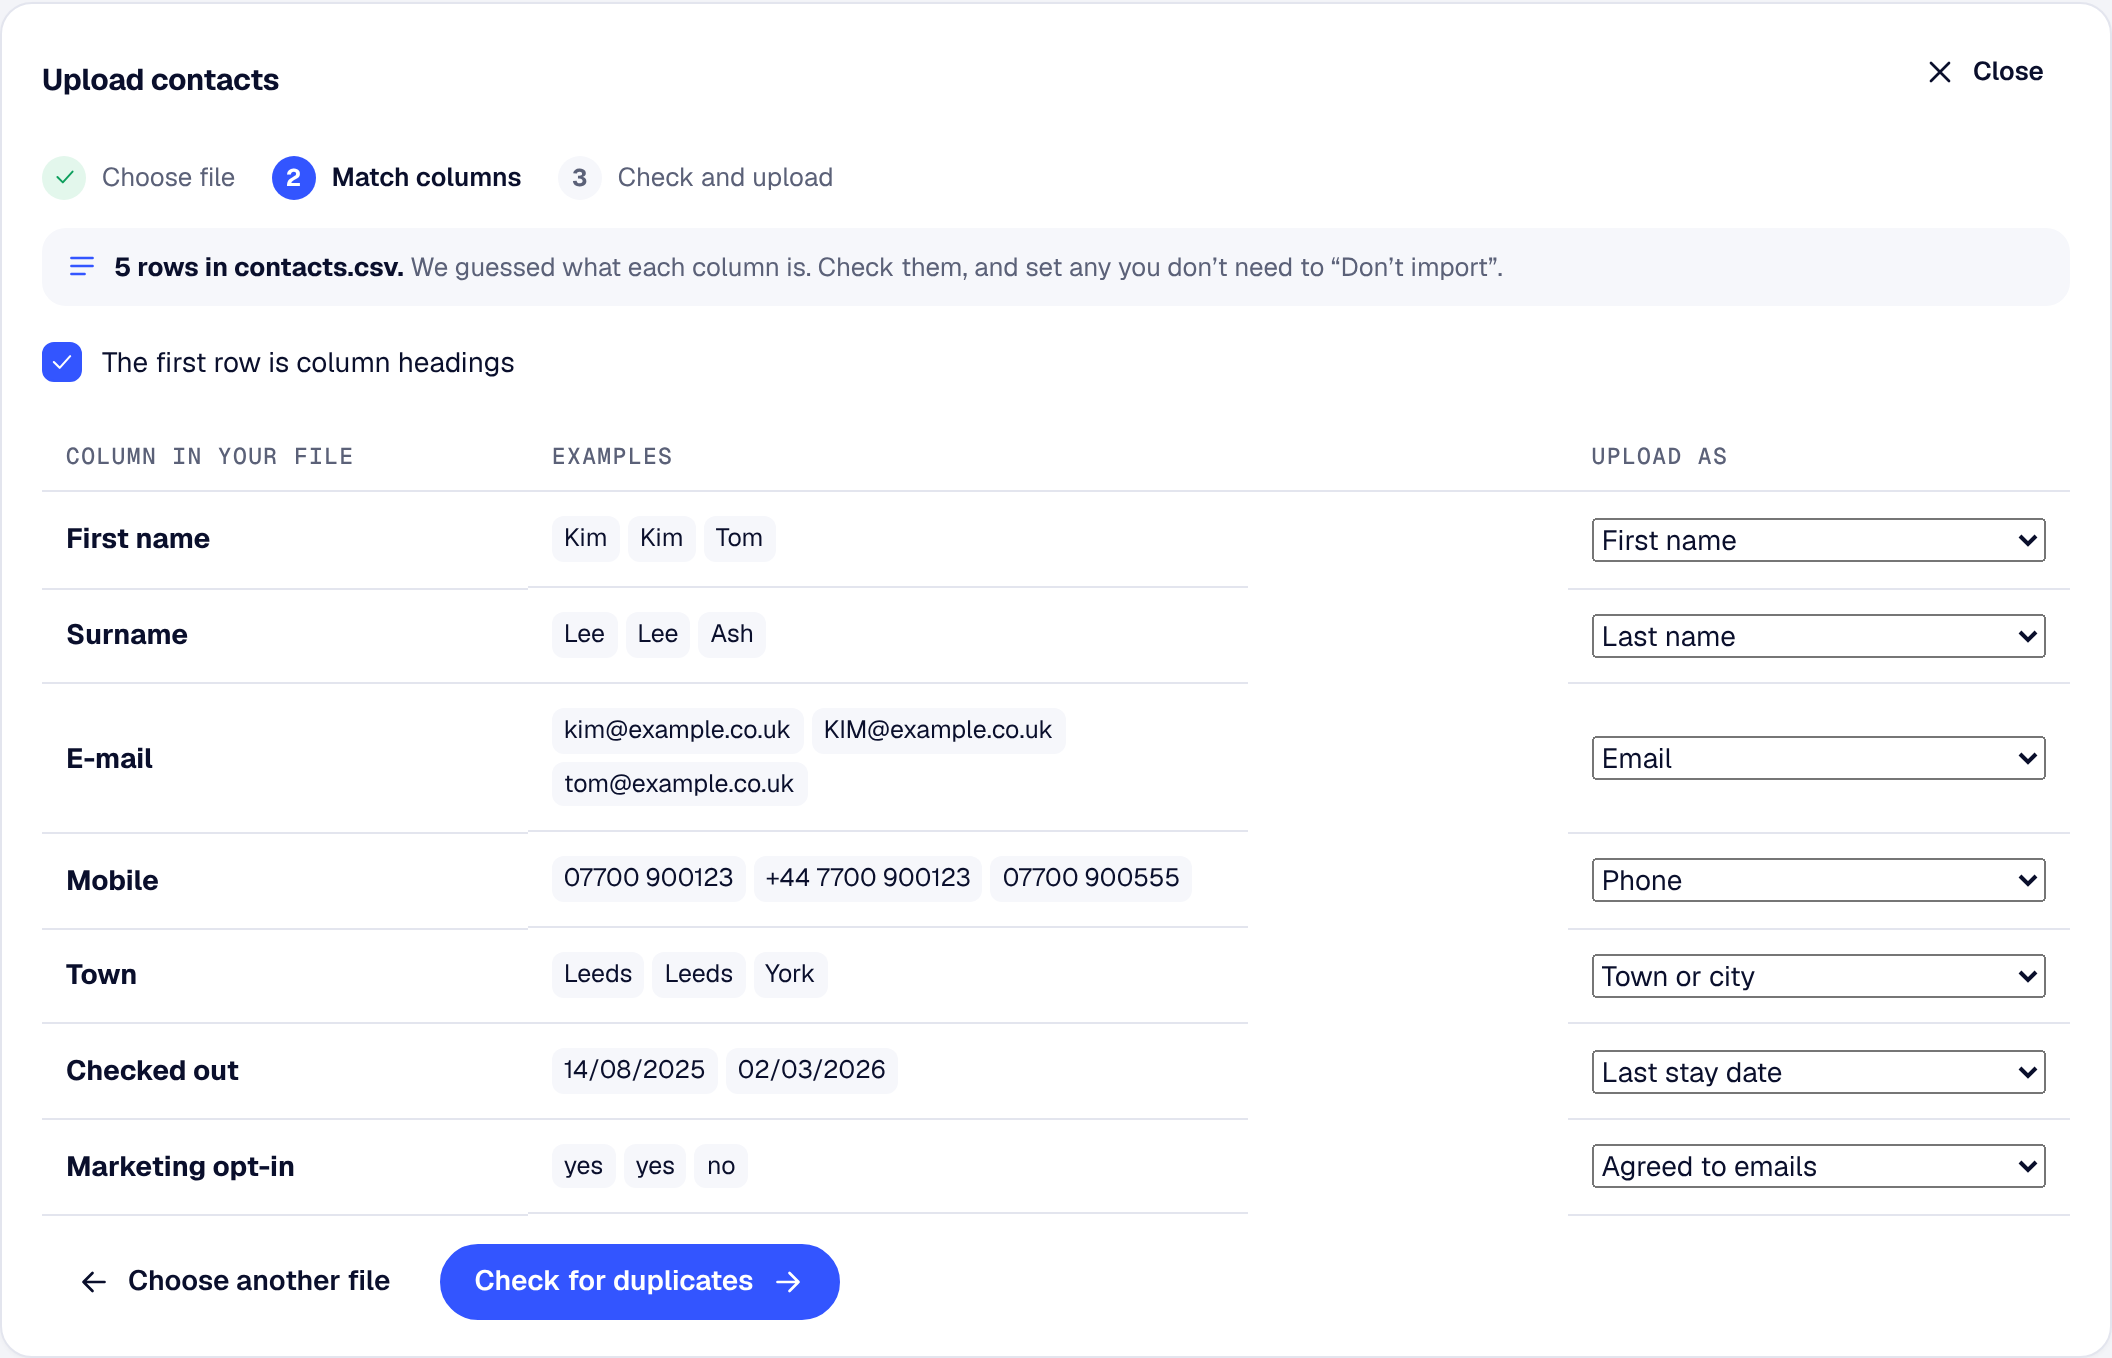 Upload contacts
Close
Choose file
2 Match columns
3 Check and upload
5 rows in contacts.csv. We guessed what each column is. Check them, and set any you don’t need to “Don’t import”.
The first row is column headings
COLUMN IN YOUR FILE EXAMPLES UPLOAD AS
First name Kim Kim Tom First name
Surname Lee Lee Ash Last name
E-mail kim@example.co.uk KIM@example.co.uk Email
tom@example.co.uk
Mobile 07700 900123 +44 7700 900123 07700 900555 Phone
Town Leeds Leeds York Town or city
Checked out 14/08/2025 02/03/2026 Last stay date
Marketing opt-in yes yes no Agreed to emails
Choose another file Check for duplicates